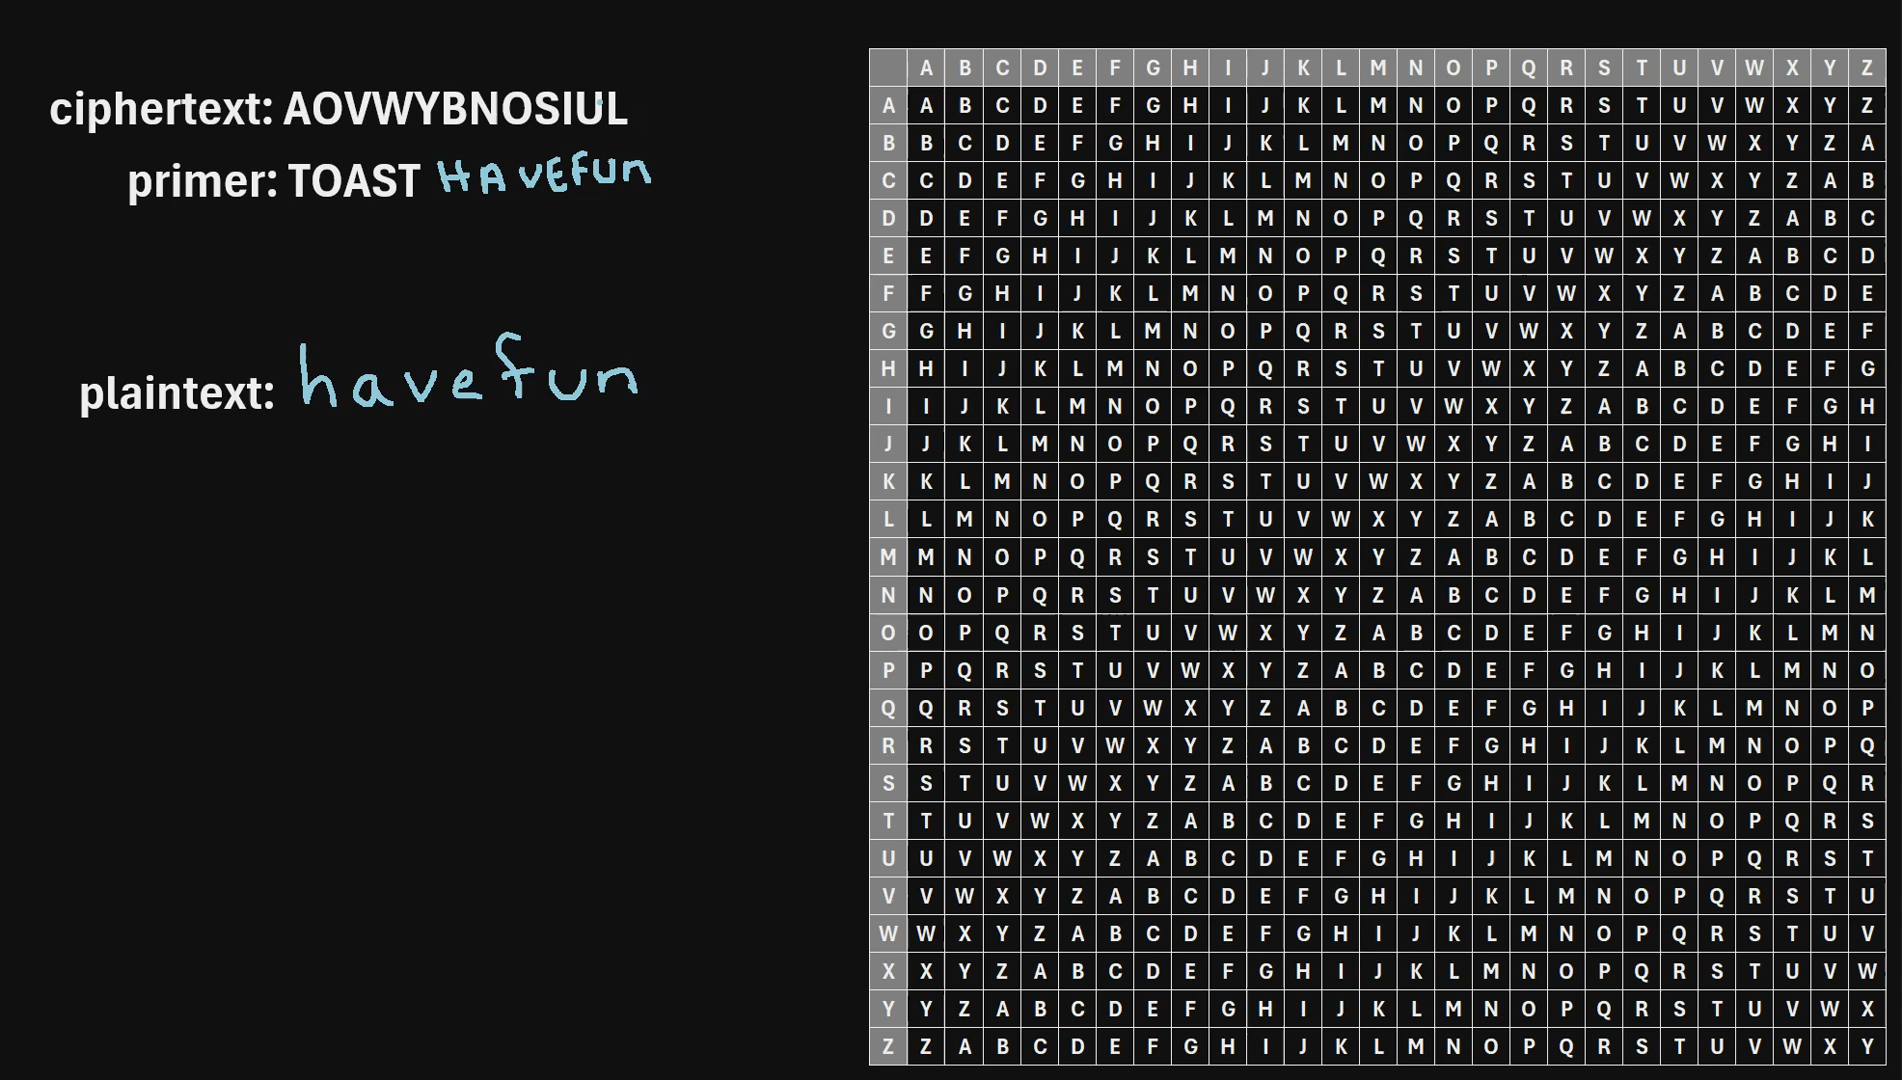 ciphertext: AOVWYBNOSIUL
primer: TOAST HAVEFUN
plaintext: havefun
A B C D E F G H I J K L M N O P Q R S T U V W X Y Z
A A B C D E F G H I J K L M N O P Q R S T U V W X Y Z
B B C D E F G H I J K L M N O P Q R S T U V W X Y Z A
C C D E F G H I J K L M N O P Q R S T U V W X Y Z A B
D D E F G H I J K L M N O P Q R S T U V W X Y Z A B C
E E F G H I J K L M N O P Q R S T U V W X Y Z A B C D
F F G H I J K L M N O P Q R S T U V W X Y Z A B C D E
G G H I J K L M N O P Q R S T U V W X Y Z A B C D E F
H H I J K L M N O P Q R S T U V W X Y Z A B C D E F G
I I J K L M N O P Q R S T U V W X Y Z A B C D E F G H
J J K L M N O P Q R S T U V W X Y Z A B C D E F G H I
K K L M N O P Q R S T U V W X Y Z A B C D E F G H I J
L L M N O P Q R S T U V W X Y Z A B C D E F G H I J K
M M N O P Q R S T U V W X Y Z A B C D E F G H I J K L
N N O P Q R S T U V W X Y Z A B C D E F G H I J K L M
O O P Q R S T U V W X Y Z A B C D E F G H I J K L M N
P P Q R S T U V W X Y Z A B C D E F G H I J K L M N O
Q Q R S T U V W X Y Z A B C D E F G H I J K L M N O P
R R S T U V W X Y Z A B C D E F G H I J K L M N O P Q
S S T U V W X Y Z A B C D E F G H I J K L M N O P Q R
T T U V W X Y Z A B C D E F G H I J K L M N O P Q R S
U U V W X Y Z A B C D E F G H I J K L M N O P Q R S T
V V W X Y Z A B C D E F G H I J K L M N O P Q R S T U
W W X Y Z A B C D E F G H I J K L M N O P Q R S T U V
X X Y Z A B C D E F G H I J K L M N O P Q R S T U V W
Y Y Z A B C D E F G H I J K L M N O P Q R S T U V W X
Z Z A B C D E F G H I J K L M N O P Q R S T U V W X Y